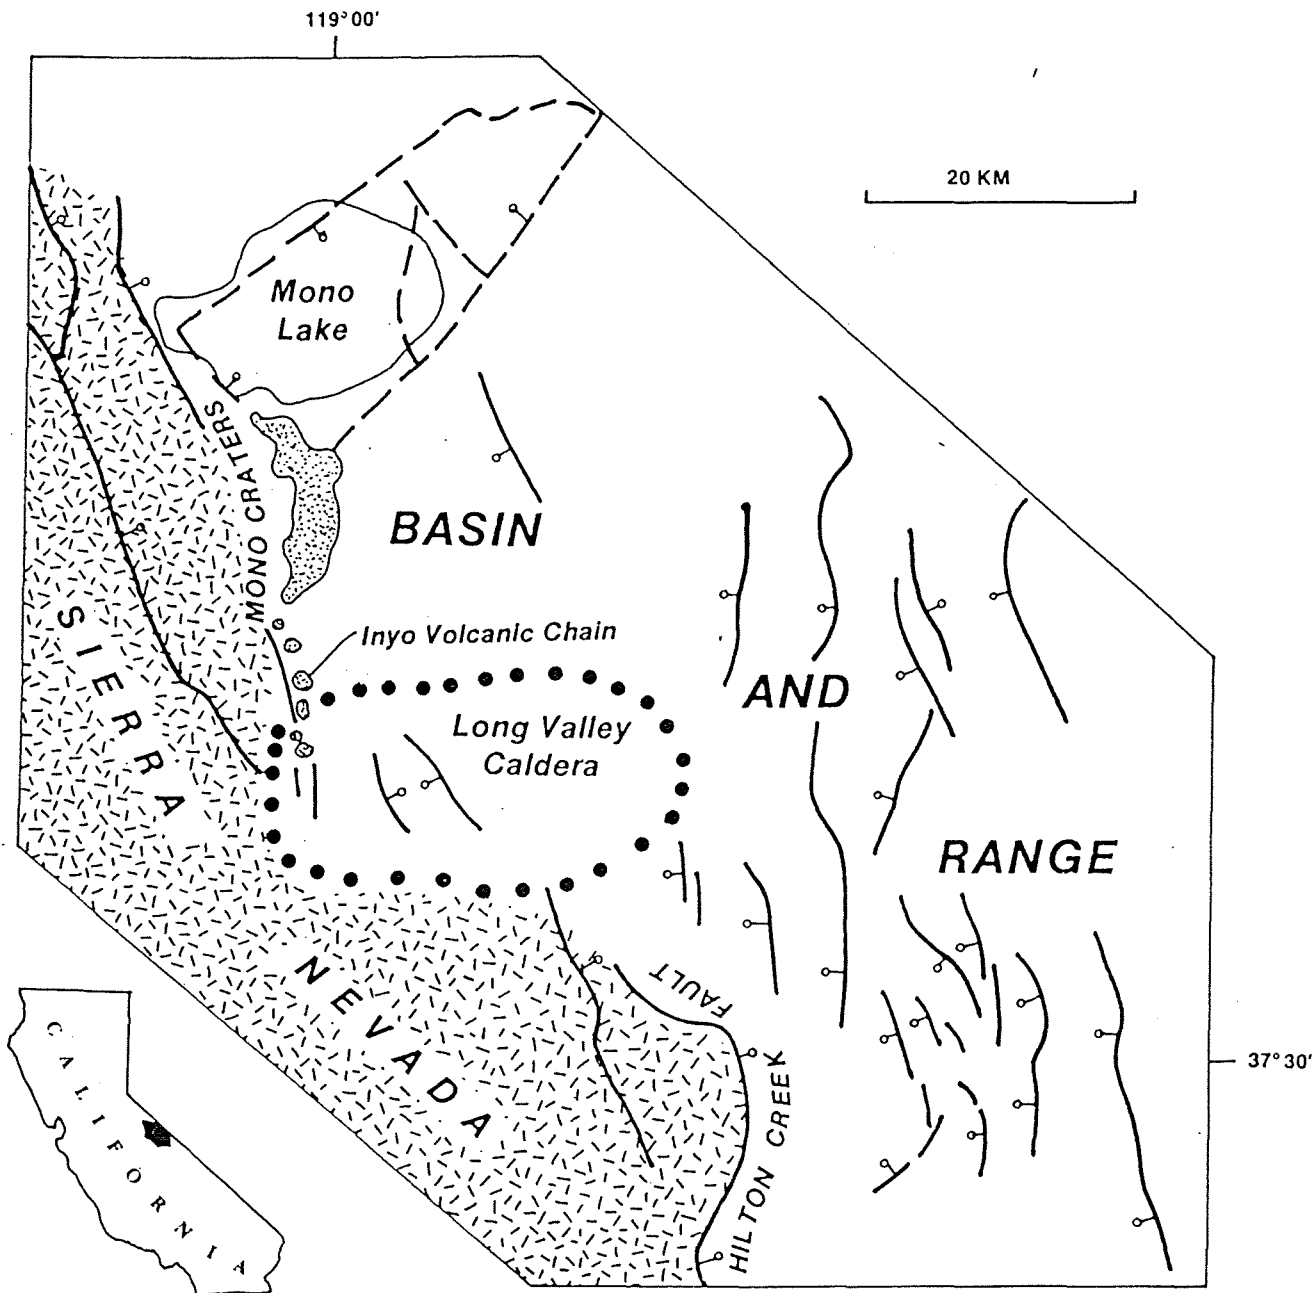 119°00'
20 KM
Mono
Lake
MONO CRATERS
BASIN
SIERRA
Inyo Volcanic Chain
AND
Long Valley
Caldera
RANGE
NEVADA
FAULT
HILTON CREEK
37°30'
CALIFORNIA